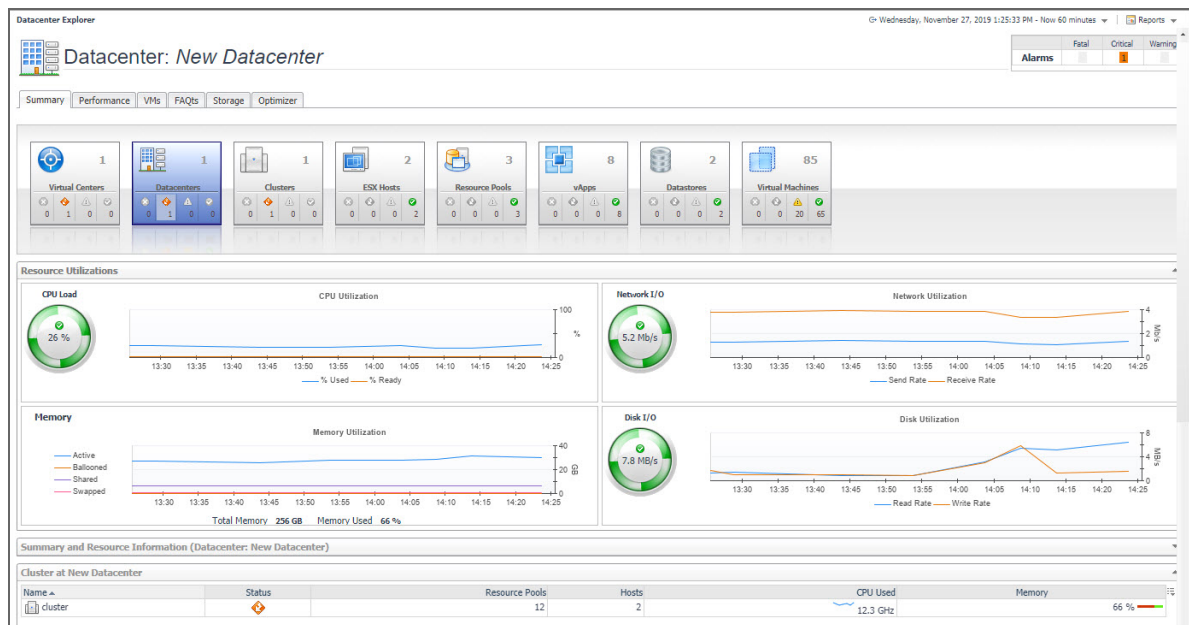 Datacenter Explorer
Wednesday, November 27, 2019 1:25:33 PM - Now 60 minutes Reports
Datacenter: New Datacenter
Fatal Critical Warning
Alarms 1
Summary Performance VMs FAQts Storage Optimizer
1 1 1 2 3 8 2 85
Virtual Centers Datacenters Clusters ESX Hosts Resource Pools vApps Datastores Virtual Machines
0 1 0 0 0 1 0 0 0 1 0 0 0 0 0 2 0 0 0 3 0 0 0 8 0 0 0 2 0 0 20 65
Resource Utilizations
CPU Load
CPU Utilization
26 %
100
%
0
13:30 13:35 13:40 13:45 13:50 13:55 14:00 14:05 14:10 14:15 14:20 14:25
% Used % Ready
Network I/O
Network Utilization
5.2 Mb/s
4
2
0
Mb/s
13:30 13:35 13:40 13:45 13:50 13:55 14:00 14:05 14:10 14:15 14:20 14:25
Send Rate Receive Rate
Memory
Memory Utilization
Active
Ballooned
Shared
Swapped
40
20
0
GB
13:30 13:35 13:40 13:45 13:50 13:55 14:00 14:05 14:10 14:15 14:20 14:25
Total Memory 256 GB Memory Used 66 %
Disk I/O
Disk Utilization
7.8 MB/s
8
4
0
MB/s
13:30 13:35 13:40 13:45 13:50 13:55 14:00 14:05 14:10 14:15 14:20 14:25
Read Rate Write Rate
Summary and Resource Information (Datacenter: New Datacenter)
Cluster at New Datacenter
Name Status Resource Pools Hosts CPU Used Memory
cluster 12 2 12.3 GHz 66 %